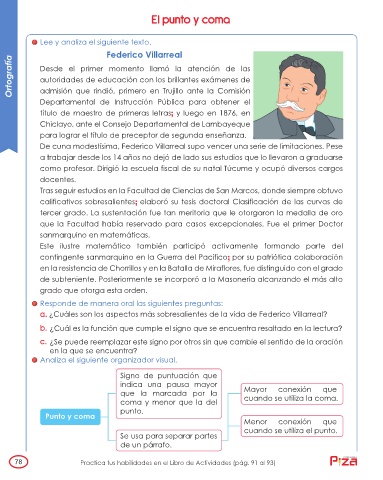 El punto y coma
Ortografía
Lee y analiza el siguiente texto.
Federico Villarreal
Desde el primer momento llamó la atención de las
autoridades de educación con los brillantes exámenes de
admisión que rindió, primero en Trujillo ante la Comisión
Departamental de Instrucción Pública para obtener el
título de maestro de primeras letras; y luego en 1876, en
Chiclayo, ante el Consejo Departamental de Lambayeque
para lograr el título de preceptor de segunda enseñanza.
De cuna modestísima, Federico Villarreal supo vencer una serie de limitaciones. Pese
a trabajar desde los 14 años no dejó de lado sus estudios que lo llevaron a graduarse
como profesor. Dirigió la escuela fiscal de su natal Túcume y ocupó diversos cargos
docentes.
Tras seguir estudios en la Facultad de Ciencias de San Marcos, donde siempre obtuvo
calificativos sobresalientes; elaboró su tesis doctoral Clasificación de las curvas de
tercer grado. La sustentación fue tan meritoria que le otorgaron la medalla de oro
que la Facultad había reservado para casos excepcionales. Fue el primer Doctor
sanmarquino en matemáticas.
Este ilustre matemático también participó activamente formando parte del
contingente sanmarquino en la Guerra del Pacífico; por su patriótica colaboración
en la resistencia de Chorrillos y en la Batalla de Miraflores, fue distinguido con el grado
de subteniente. Posteriormente se incorporó a la Masonería alcanzando el más alto
grado que otorga esta orden.
Responde de manera oral las siguientes preguntas:
a. ¿Cuáles son los aspectos más sobresalientes de la vida de Federico Villarreal?
b. ¿Cuál es la función que cumple el signo que se encuentra resaltado en la lectura?
c. ¿Se puede reemplazar este signo por otros sin que cambie el sentido de la oración
en la que se encuentra?
Analiza el siguiente organizador visual.
Punto y coma
Signo de puntuación que
indica una pausa mayor
que la marcada por la
coma y menor que la del
punto.
Se usa para separar partes
de un párrafo.
Mayor conexión que
cuando se utiliza la coma.
Menor conexión que
cuando se utiliza el punto.
78
Practica tus habilidades en el Libro de Actividades (pág. 91 al 93)